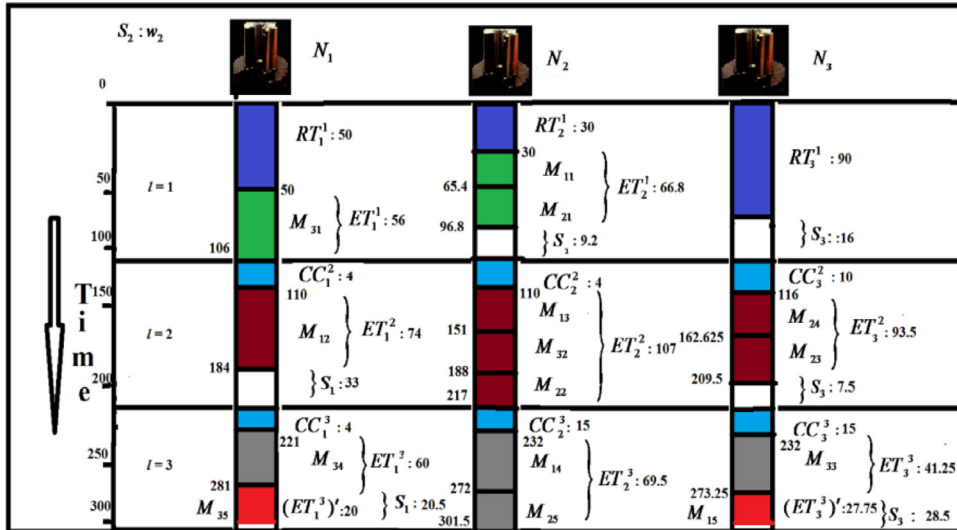 S₂ : w₂
N₁
N₂
N₃
0
RT₁¹ : 50
RT₂¹ : 30
RT₃¹ : 90
30
M₁₁
50
50
65.4
ET₂¹ : 66.8
l = 1
M₃₁
ET₁¹ : 56
M₂₁
96.8
100
106
} S₂ : 9.2
} S₃ : :16
CC₁² : 4
CC₂² : 4
CC₃² : 10
150
110
110
116
M₁₃
M₂₄
Time
l = 2
M₁₂
ET₁² : 74
151
M₃₂
ET₂² : 107
162.625
ET₃² : 93.5
M₂₃
184
188
200
} S₁ : 33
M₂₂
209.5
} S₃ : 7.5
217
CC₁³ : 4
CC₂³ : 15
CC₃³ : 15
221
232
232
250
l = 3
M₃₄
ET₁³ : 60
M₁₄
ET₂³ : 69.5
M₃₃
ET₃³ : 41.25
281
272
273.25
300
M₃₅
(ET₁³)' : 20
} S₁ : 20.5
301.5
M₂₅
M₁₅
(ET₃³)' : 27.75
} S₃ : 28.5